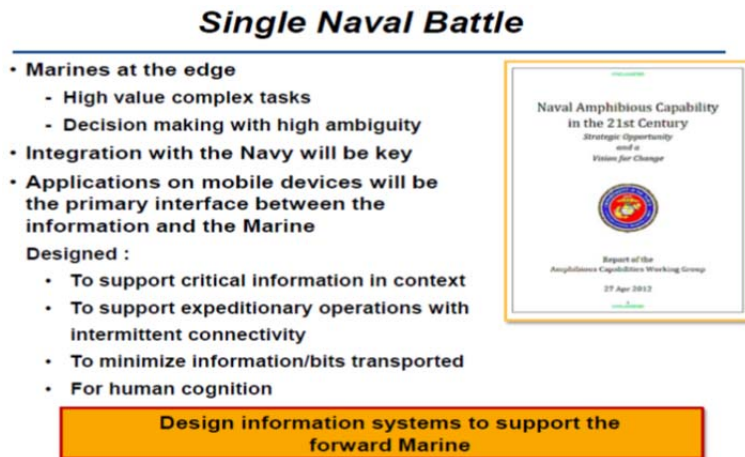 Single Naval Battle
• Marines at the edge
- High value complex tasks
- Decision making with high ambiguity
• Integration with the Navy will be key
• Applications on mobile devices will be
the primary interface between the
information and the Marine
Designed :
• To support critical information in context
• To support expeditionary operations with
intermittent connectivity
• To minimize information/bits transported
• For human cognition
Naval Amphibious Capability
in the 21st Century
Strategic Opportunity
and a
Vision for Change
Report of the
Amphibious Capabilities Working Group
27 Apr 2012
Design information systems to support the
forward Marine